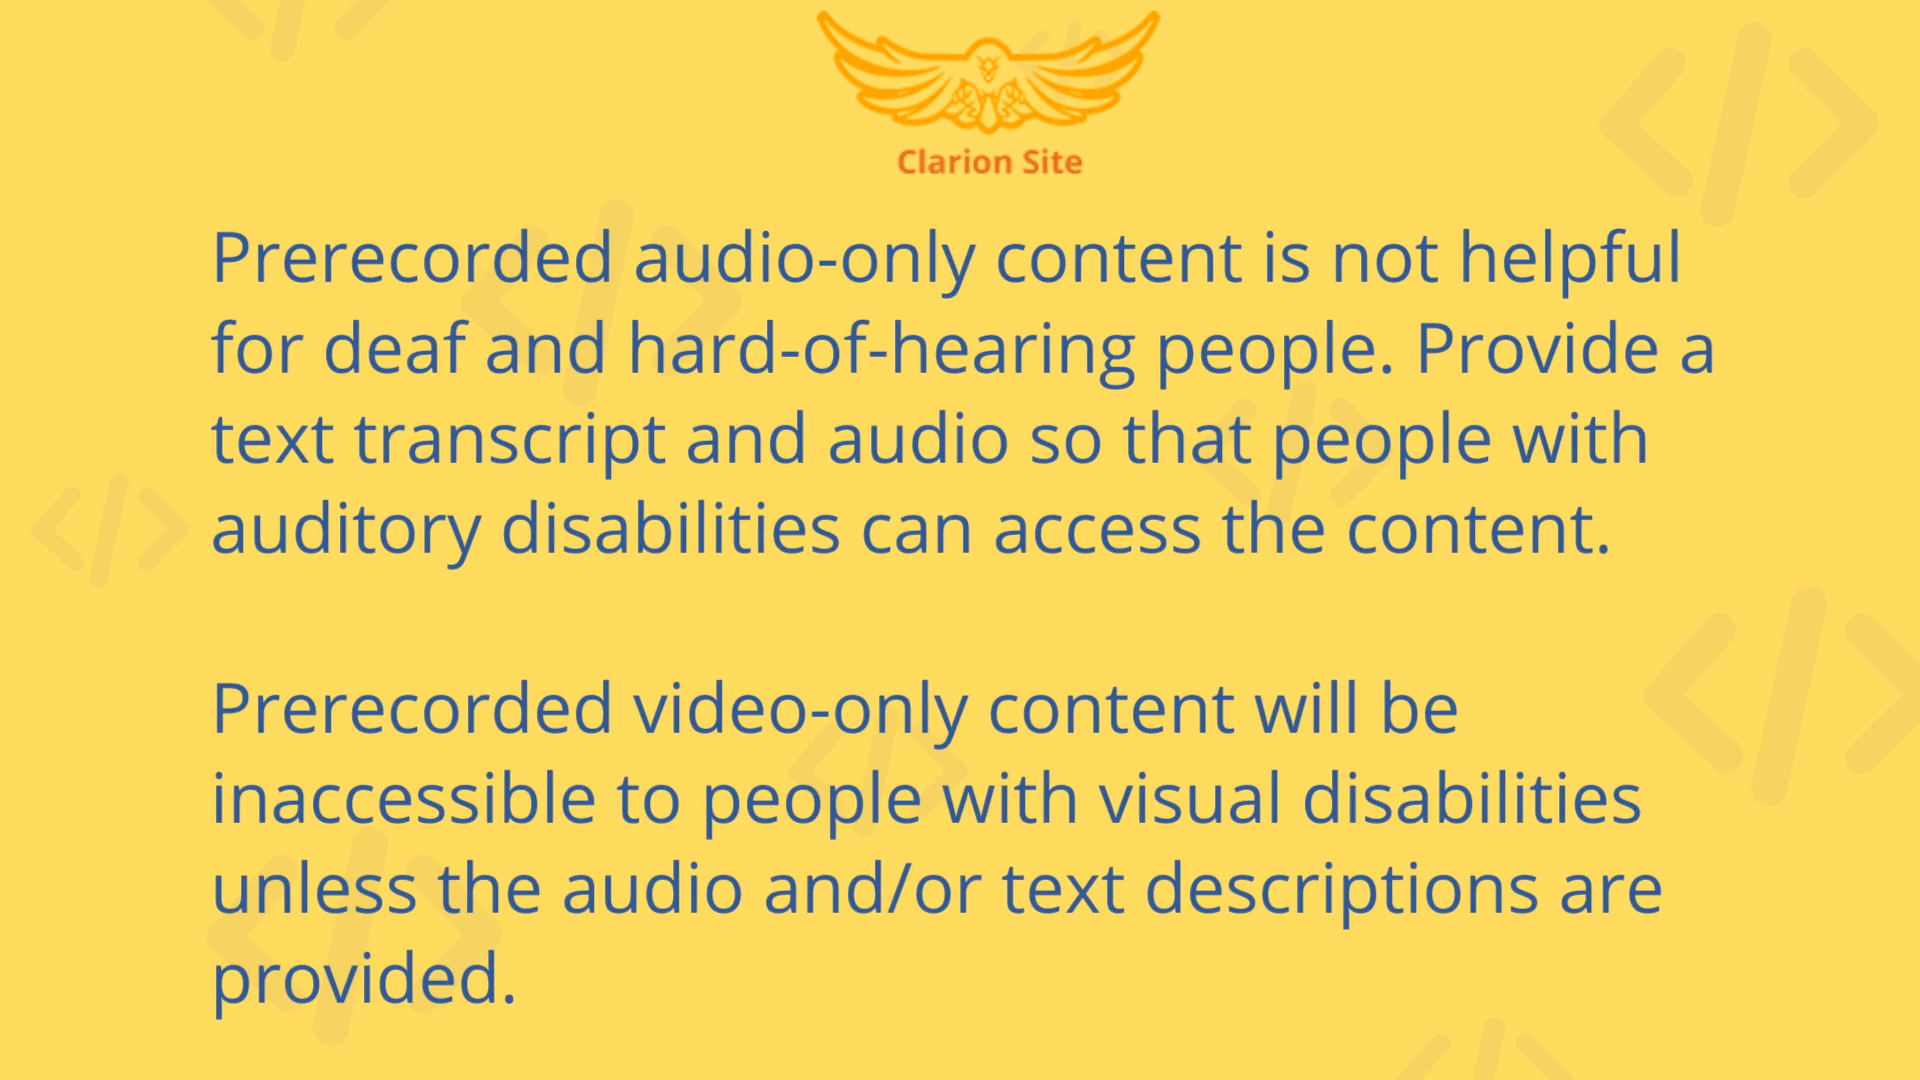 Clarion Site
Prerecorded audio-only content is not helpful
for deaf and hard-of-hearing people. Provide a
text transcript and audio so that people with
auditory disabilities can access the content.
Prerecorded video-only content will be
inaccessible to people with visual disabilities
unless the audio and/or text descriptions are
provided.